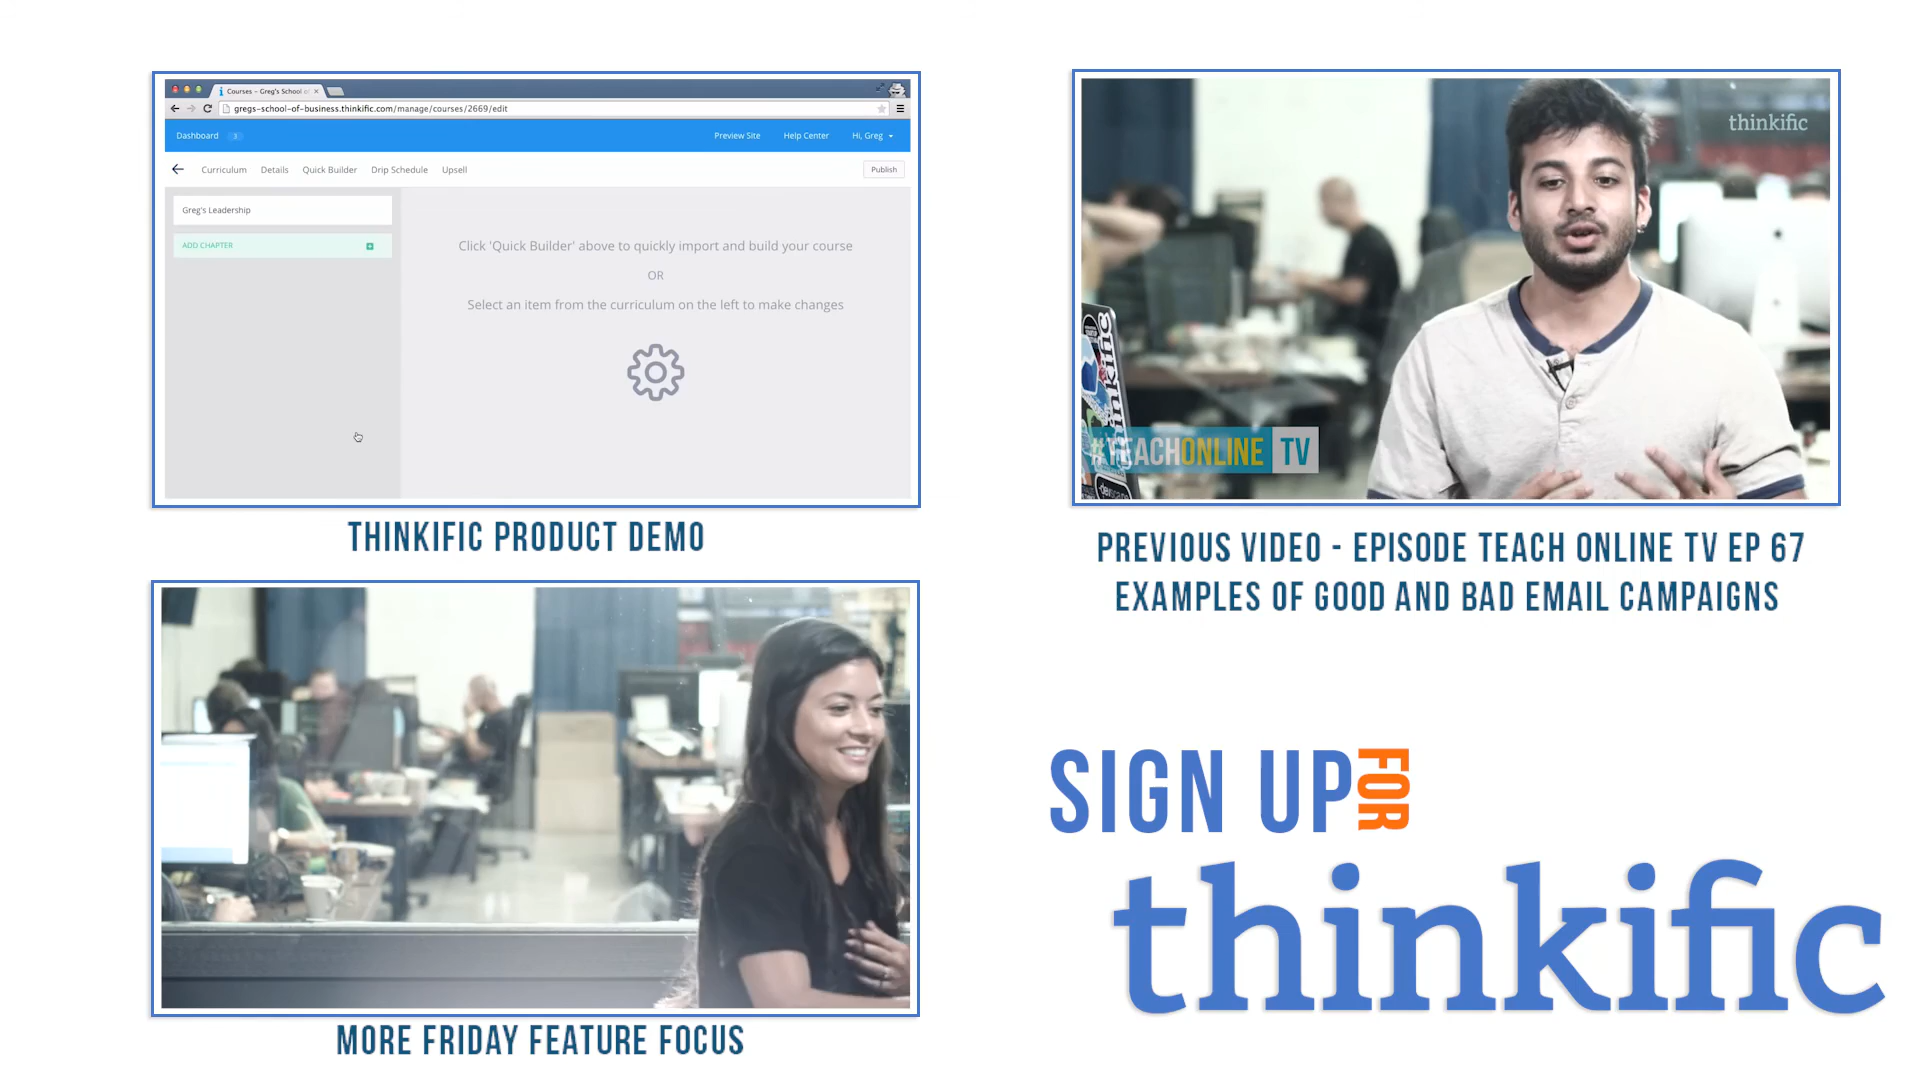 Courses – Greg's School of
gregs-school-of-business.thinkific.com/manage/courses/2669/edit
Dashboard 3 Preview Site Help Center Hi, Greg
Curriculum Details Quick Builder Drip Schedule Upsell Publish
Greg's Leadership
ADD CHAPTER
Click 'Quick Builder' above to quickly import and build your course
OR
Select an item from the curriculum on the left to make changes
THINKIFIC PRODUCT DEMO
thinkific
thinkific
#TEACHONLINE TV
PREVIOUS VIDEO - EPISODE TEACH ONLINE TV EP 67
EXAMPLES OF GOOD AND BAD EMAIL CAMPAIGNS
MORE FRIDAY FEATURE FOCUS
SIGN UP FOR
thinkific